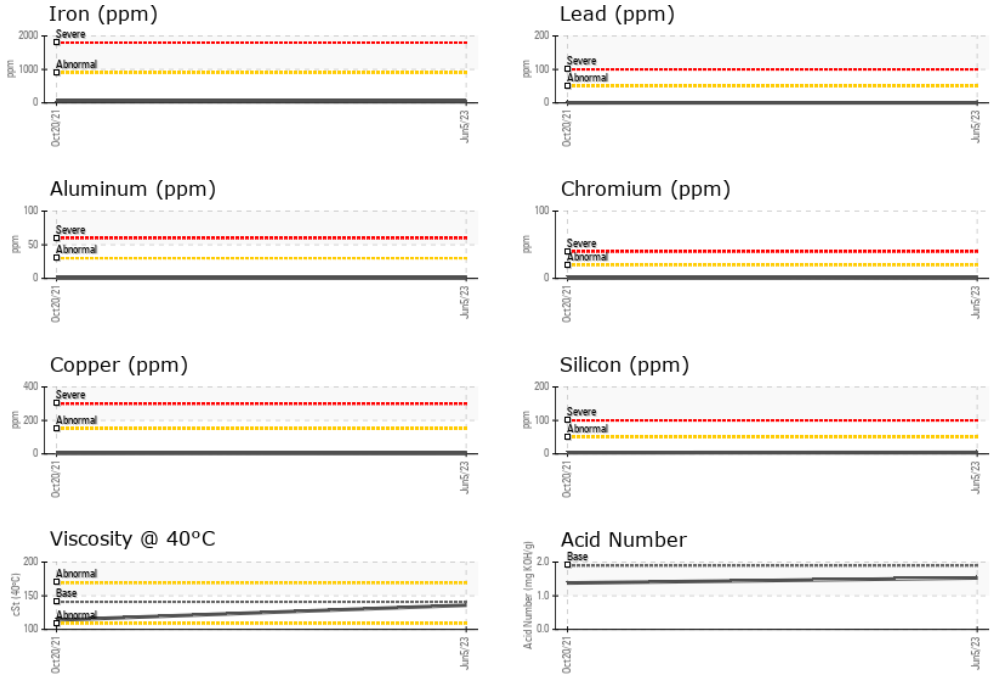 Iron (ppm)
2000
Severe
Abnormal
1000
0
ppm
Oct20/21
Jun5/23
Lead (ppm)
200
Severe
100
Abnormal
0
ppm
Oct20/21
Jun5/23
Aluminum (ppm)
100
Severe
50
Abnormal
0
ppm
Oct20/21
Jun5/23
Chromium (ppm)
100
50
Severe
Abnormal
0
ppm
Oct20/21
Jun5/23
Copper (ppm)
400
Severe
200
Abnormal
0
ppm
Oct20/21
Jun5/23
Silicon (ppm)
200
Severe
100
Abnormal
0
ppm
Oct20/21
Jun5/23
Viscosity @ 40°C
200
Abnormal
150
Base
Abnormal
100
cSt (40°C)
Oct20/21
Jun5/23
Acid Number
2.0
Base
1.0
0.0
Acid Number (mg KOH/g)
Oct20/21
Jun5/23